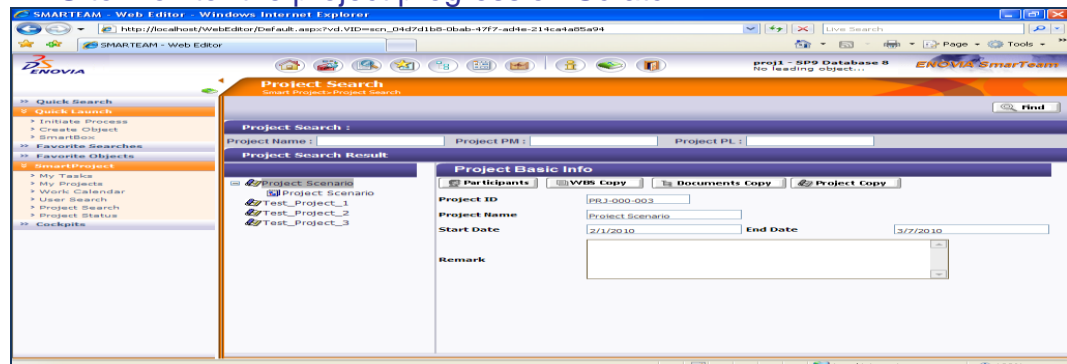 SMARTEAM - Web Editor - Windows Internet Explorer
http://localhost/WebEditor/Default.aspx?vd.VID=scn_04d7d1b8-0bab-47f7-ad4e-214ca4a85a94
Live Search
SMARTEAM - Web Editor
Page
Tools
ENOVIA
proj1 - SP9 Database 8
No leading object...
ENOVIA SmarTeam
Project Search
Smart Project>Project Search
Quick Search
Quick Launch
Find
Initiate Process
Create Object
SmartBox
Project Search :
Favorite Searches
Project Name :
Project PM :
Project PL :
Favorite Objects
Project Search Result
SmartProject
My Tasks
My Projects
Work Calendar
User Search
Project Search
Project Status
Cockpits
Project Scenario
Project Scenario
Test_Project_1
Test_Project_2
Test_Project_3
Project Basic Info
Participants
WBS Copy
Documents Copy
Project Copy
Project ID
PRJ-000-003
Project Name
Project Scenario
Start Date
2/1/2010
End Date
3/7/2010
Remark